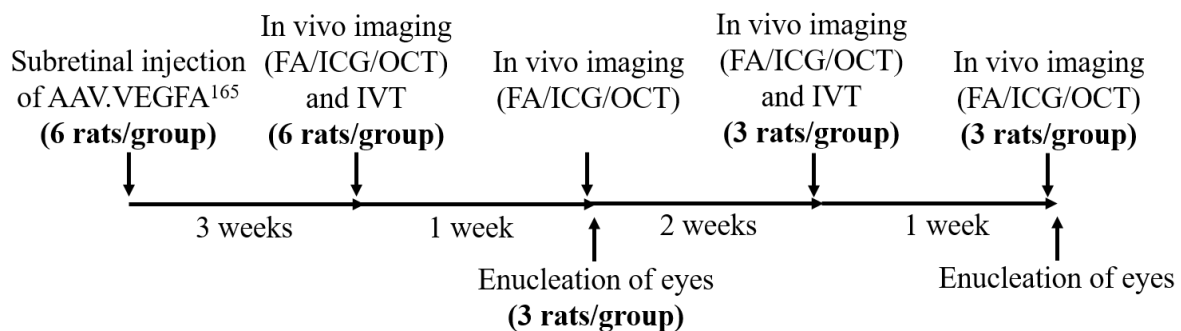 Subretinal injection
of AAV.VEGFA¹⁶⁵
(6 rats/group)
In vivo imaging
(FA/ICG/OCT)
and IVT
(6 rats/group)
In vivo imaging
(FA/ICG/OCT)
In vivo imaging
(FA/ICG/OCT)
and IVT
(3 rats/group)
In vivo imaging
(FA/ICG/OCT)
(3 rats/group)
3 weeks
1 week
2 weeks
1 week
Enucleation of eyes
(3 rats/group)
Enucleation of eyes